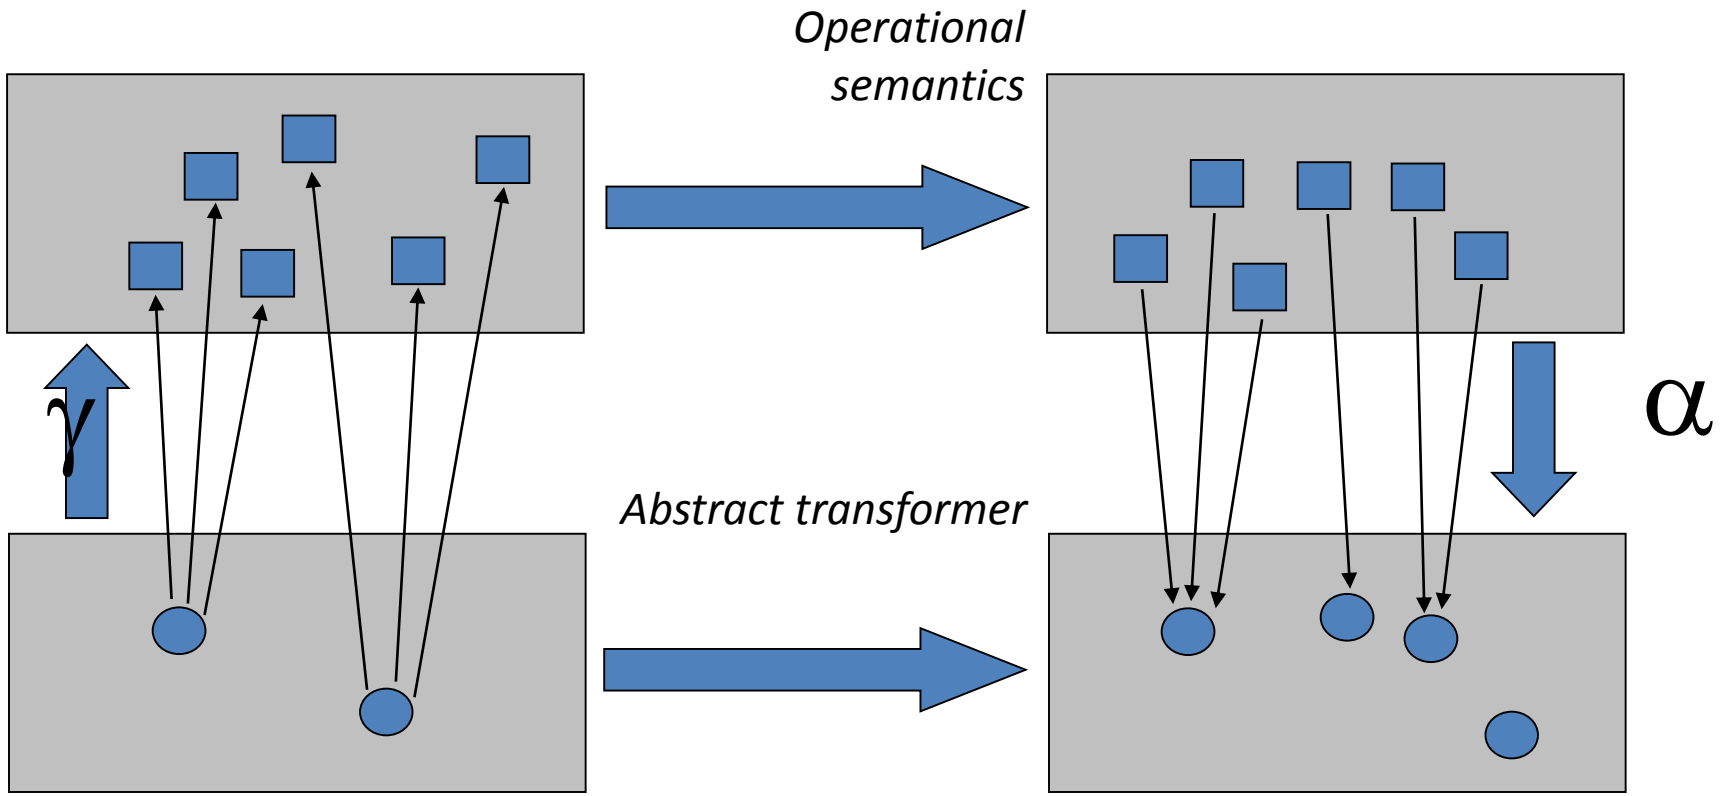 Operational
semantics
γ
α
Abstract transformer